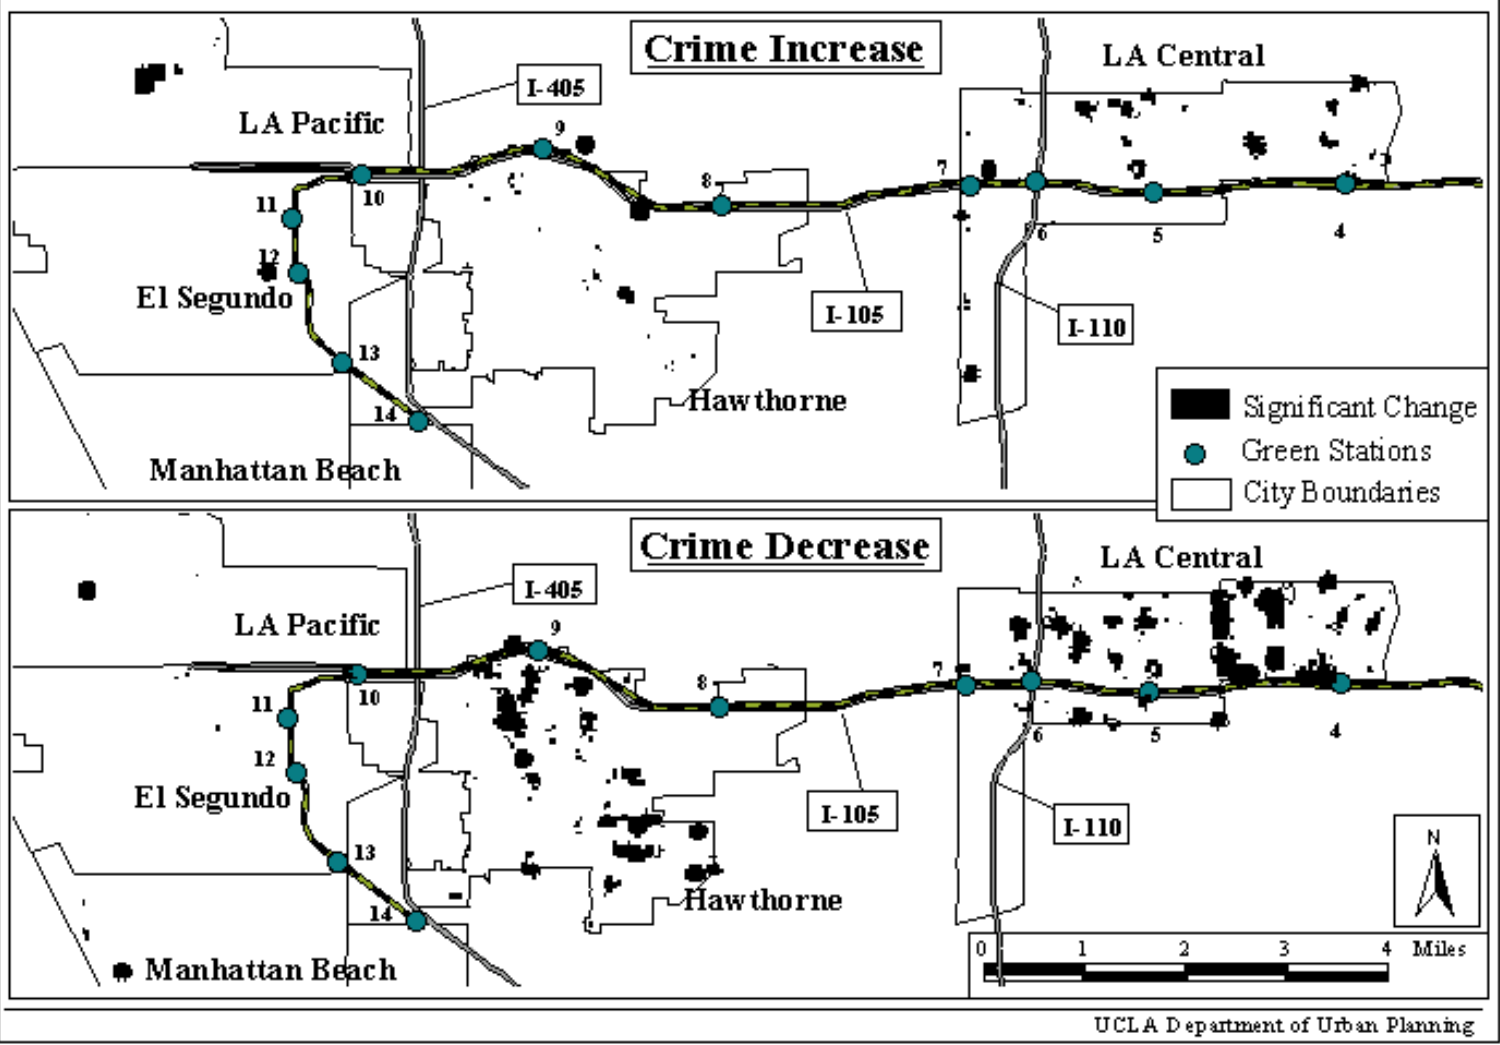 Crime Increase
LA Central
I-405
LA Pacific
9
8
7
10
11
6
5
4
12
El Segundo
I-105
I-110
13
Hawthorne
14
Manhattan Beach
Significant Change
Green Stations
City Boundaries
Crime Decrease
LA Central
I-405
LA Pacific
9
8
7
10
11
6
5
4
12
El Segundo
I-105
I-110
13
Hawthorne
14
Manhattan Beach
N
0 1 2 3 4 Miles
UCLA Department of Urban Planning